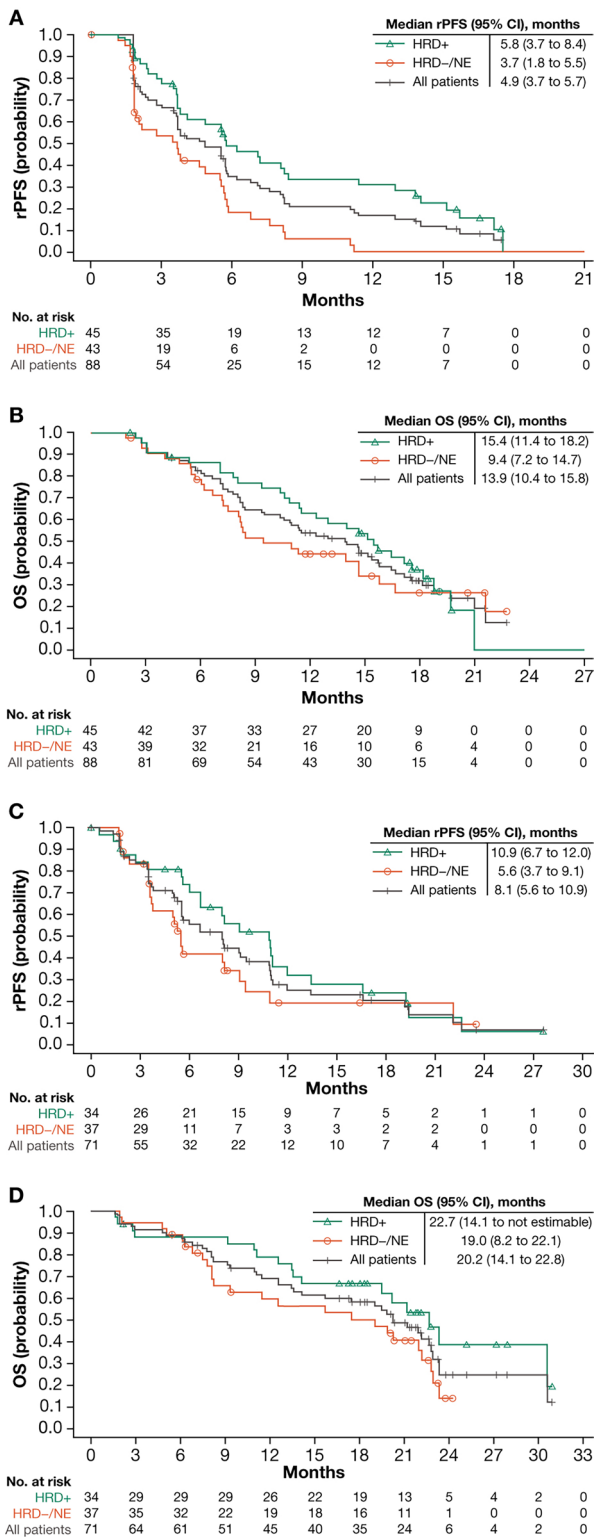 A
Median rPFS (95% CI), months
HRD+ 5.8 (3.7 to 8.4)
HRD−/NE 3.7 (1.8 to 5.5)
All patients 4.9 (3.7 to 5.7)
rPFS (probability)
1.0
0.9
0.8
0.7
0.6
0.5
0.4
0.3
0.2
0.1
0.0
0 3 6 9 12 15 18 21
Months
No. at risk
HRD+ 45 35 19 13 12 7 0 0
HRD−/NE 43 19 6 2 0 0 0 0
All patients 88 54 25 15 12 7 0 0
B
Median OS (95% CI), months
HRD+ 15.4 (11.4 to 18.2)
HRD−/NE 9.4 (7.2 to 14.7)
All patients 13.9 (10.4 to 15.8)
OS (probability)
1.0
0.9
0.8
0.7
0.6
0.5
0.4
0.3
0.2
0.1
0.0
0 3 6 9 12 15 18 21 24 27
Months
No. at risk
HRD+ 45 42 37 33 27 20 9 0 0 0
HRD−/NE 43 39 32 21 16 10 6 4 0 0
All patients 88 81 69 54 43 30 15 4 0 0
C
Median rPFS (95% CI), months
HRD+ 10.9 (6.7 to 12.0)
HRD−/NE 5.6 (3.7 to 9.1)
All patients 8.1 (5.6 to 10.9)
rPFS (probability)
1.0
0.9
0.8
0.7
0.6
0.5
0.4
0.3
0.2
0.1
0.0
0 3 6 9 12 15 18 21 24 27 30
Months
No. at risk
HRD+ 34 26 21 15 9 7 5 2 1 1 0
HRD−/NE 37 29 11 7 3 3 2 2 0 0 0
All patients 71 55 32 22 12 10 7 4 1 1 0
D
Median OS (95% CI), months
HRD+ 22.7 (14.1 to not estimable)
HRD−/NE 19.0 (8.2 to 22.1)
All patients 20.2 (14.1 to 22.8)
OS (probability)
1.0
0.9
0.8
0.7
0.6
0.5
0.4
0.3
0.2
0.1
0.0
0 3 6 9 12 15 18 21 24 27 30 33
Months
No. at risk
HRD+ 34 29 29 29 26 22 19 13 5 4 2 0
HRD−/NE 37 35 32 22 19 18 16 11 1 0 0 0
All patients 71 64 61 51 45 40 35 24 6 4 2 0